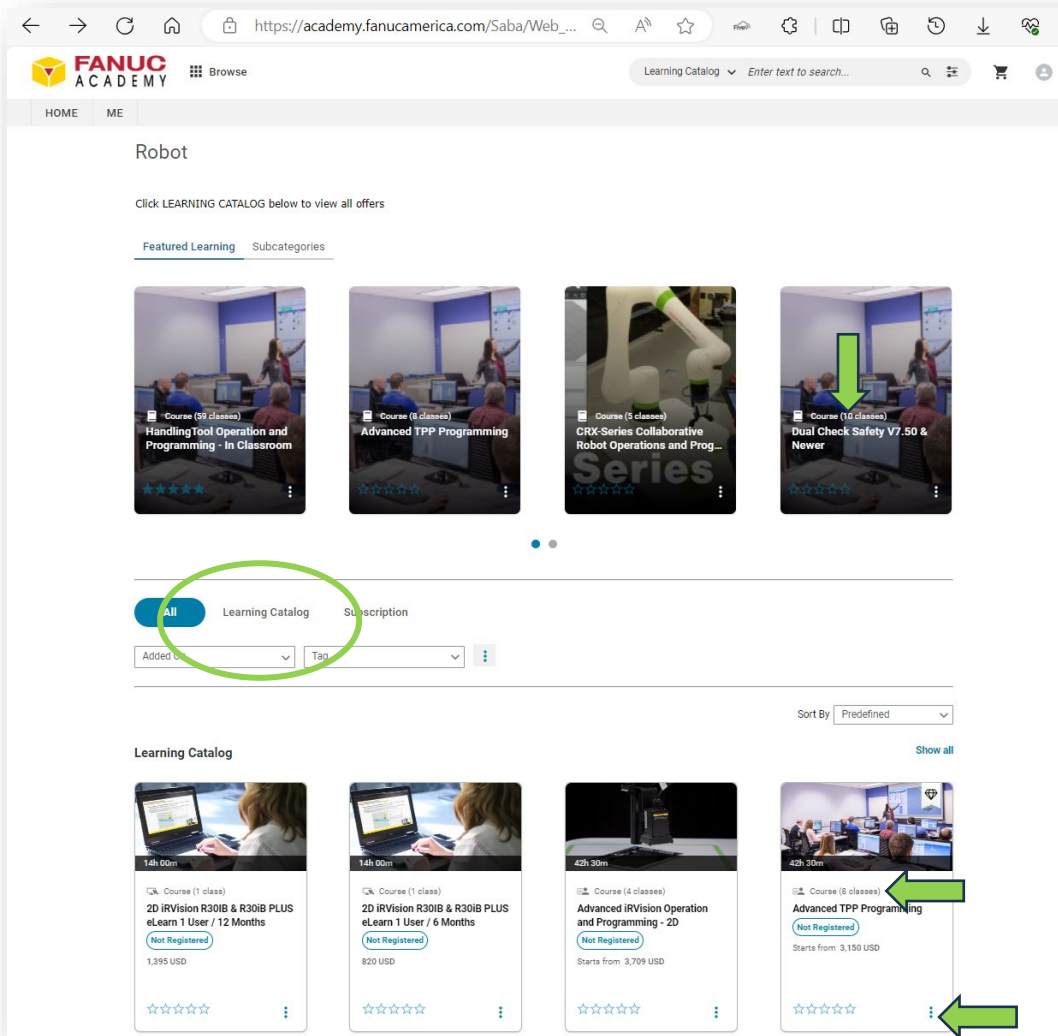 https://academy.fanucamerica.com/Saba/Web_...
FANUC
ACADEMY
Browse
Learning Catalog
Enter text to search...
HOME
ME
Robot
Click LEARNING CATALOG below to view all offers
Featured Learning
Subcategories
Course (59 classes)
HandlingTool Operation and
Programming - In Classroom
Course (8 classes)
Advanced TPP Programming
Course (5 classes)
CRX-Series Collaborative
Robot Operations and Prog...
Series
Course (10 classes)
Dual Check Safety V7.50 &
Newer
All
Learning Catalog
Subscription
Added On
Tag
Sort By
Predefined
Learning Catalog
Show all
14h 00m
Course (1 class)
2D iRVision R30IB & R30iB PLUS
eLearn 1 User / 12 Months
Not Registered
1,395 USD
14h 00m
Course (1 class)
2D iRVision R30IB & R30iB PLUS
eLearn 1 User / 6 Months
Not Registered
820 USD
42h 30m
Course (4 classes)
Advanced iRVision Operation
and Programming - 2D
Not Registered
Starts from 3,709 USD
42h 30m
Course (8 classes)
Advanced TPP Programming
Not Registered
Starts from 3,150 USD